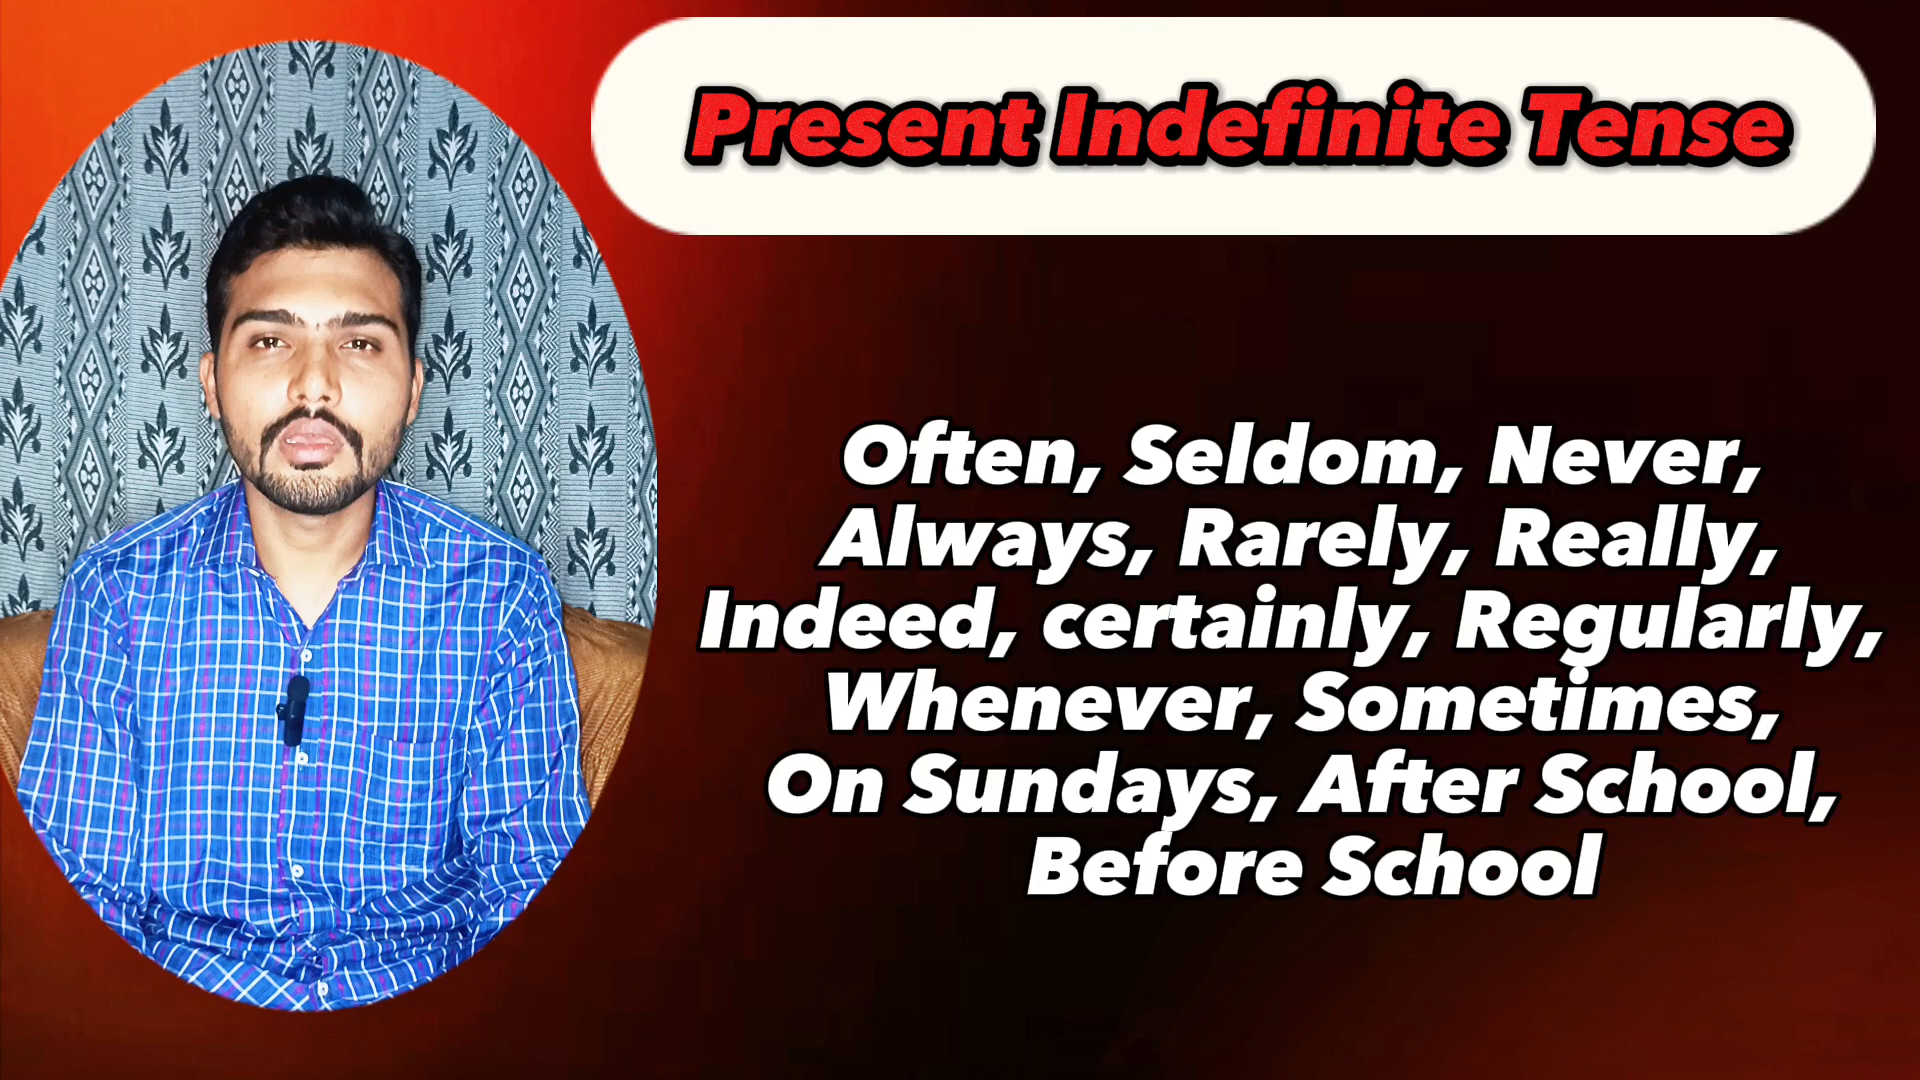 Present Indefinite Tense
Often, Seldom, Never,
Always, Rarely, Really,
Indeed, certainly, Regularly,
Whenever, Sometimes,
On Sundays, After School,
Before School